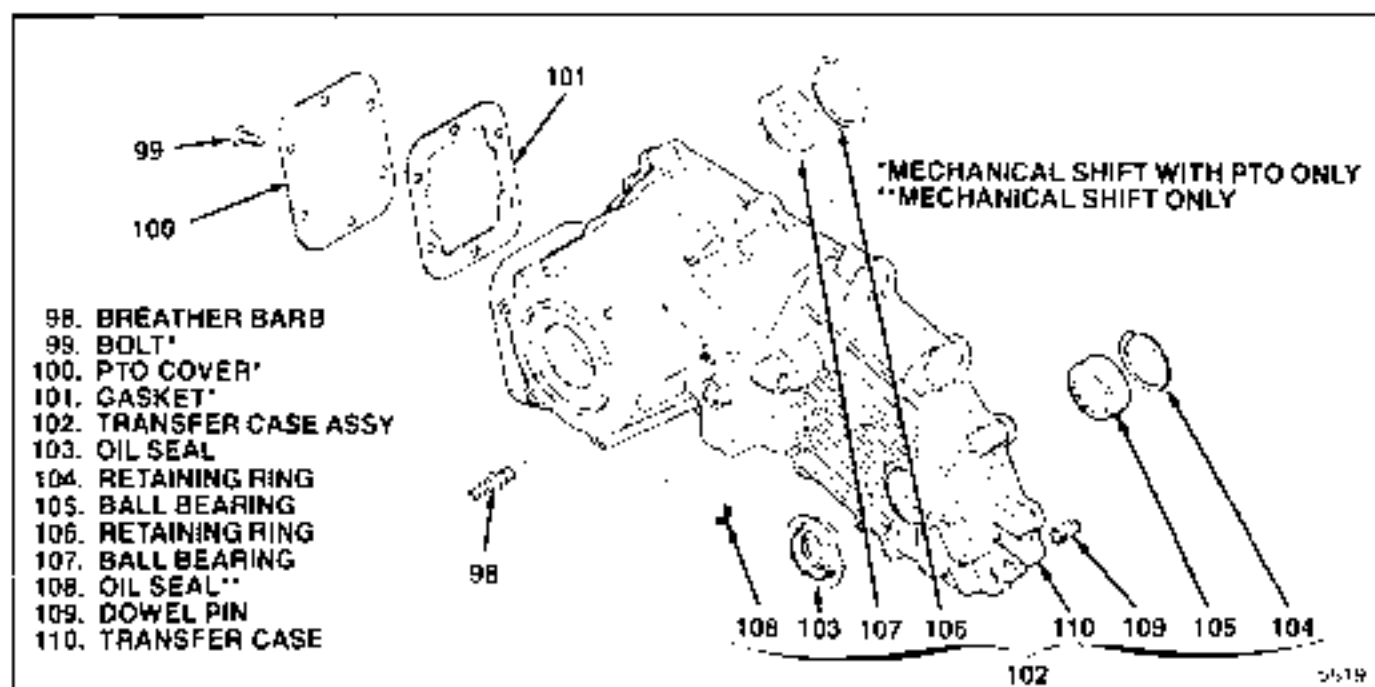 101
99
100
*MECHANICAL SHIFT WITH PTO ONLY
**MECHANICAL SHIFT ONLY
98. BREATHER BARB
99. BOLT*
100. PTO COVER*
101. GASKET*
102. TRANSFER CASE ASSY
103. OIL SEAL
104. RETAINING RING
105. BALL BEARING
106. RETAINING RING
107. BALL BEARING
108. OIL SEAL**
109. DOWEL PIN
110. TRANSFER CASE
98
108 103 107 106 110 109 105 104
102
5519